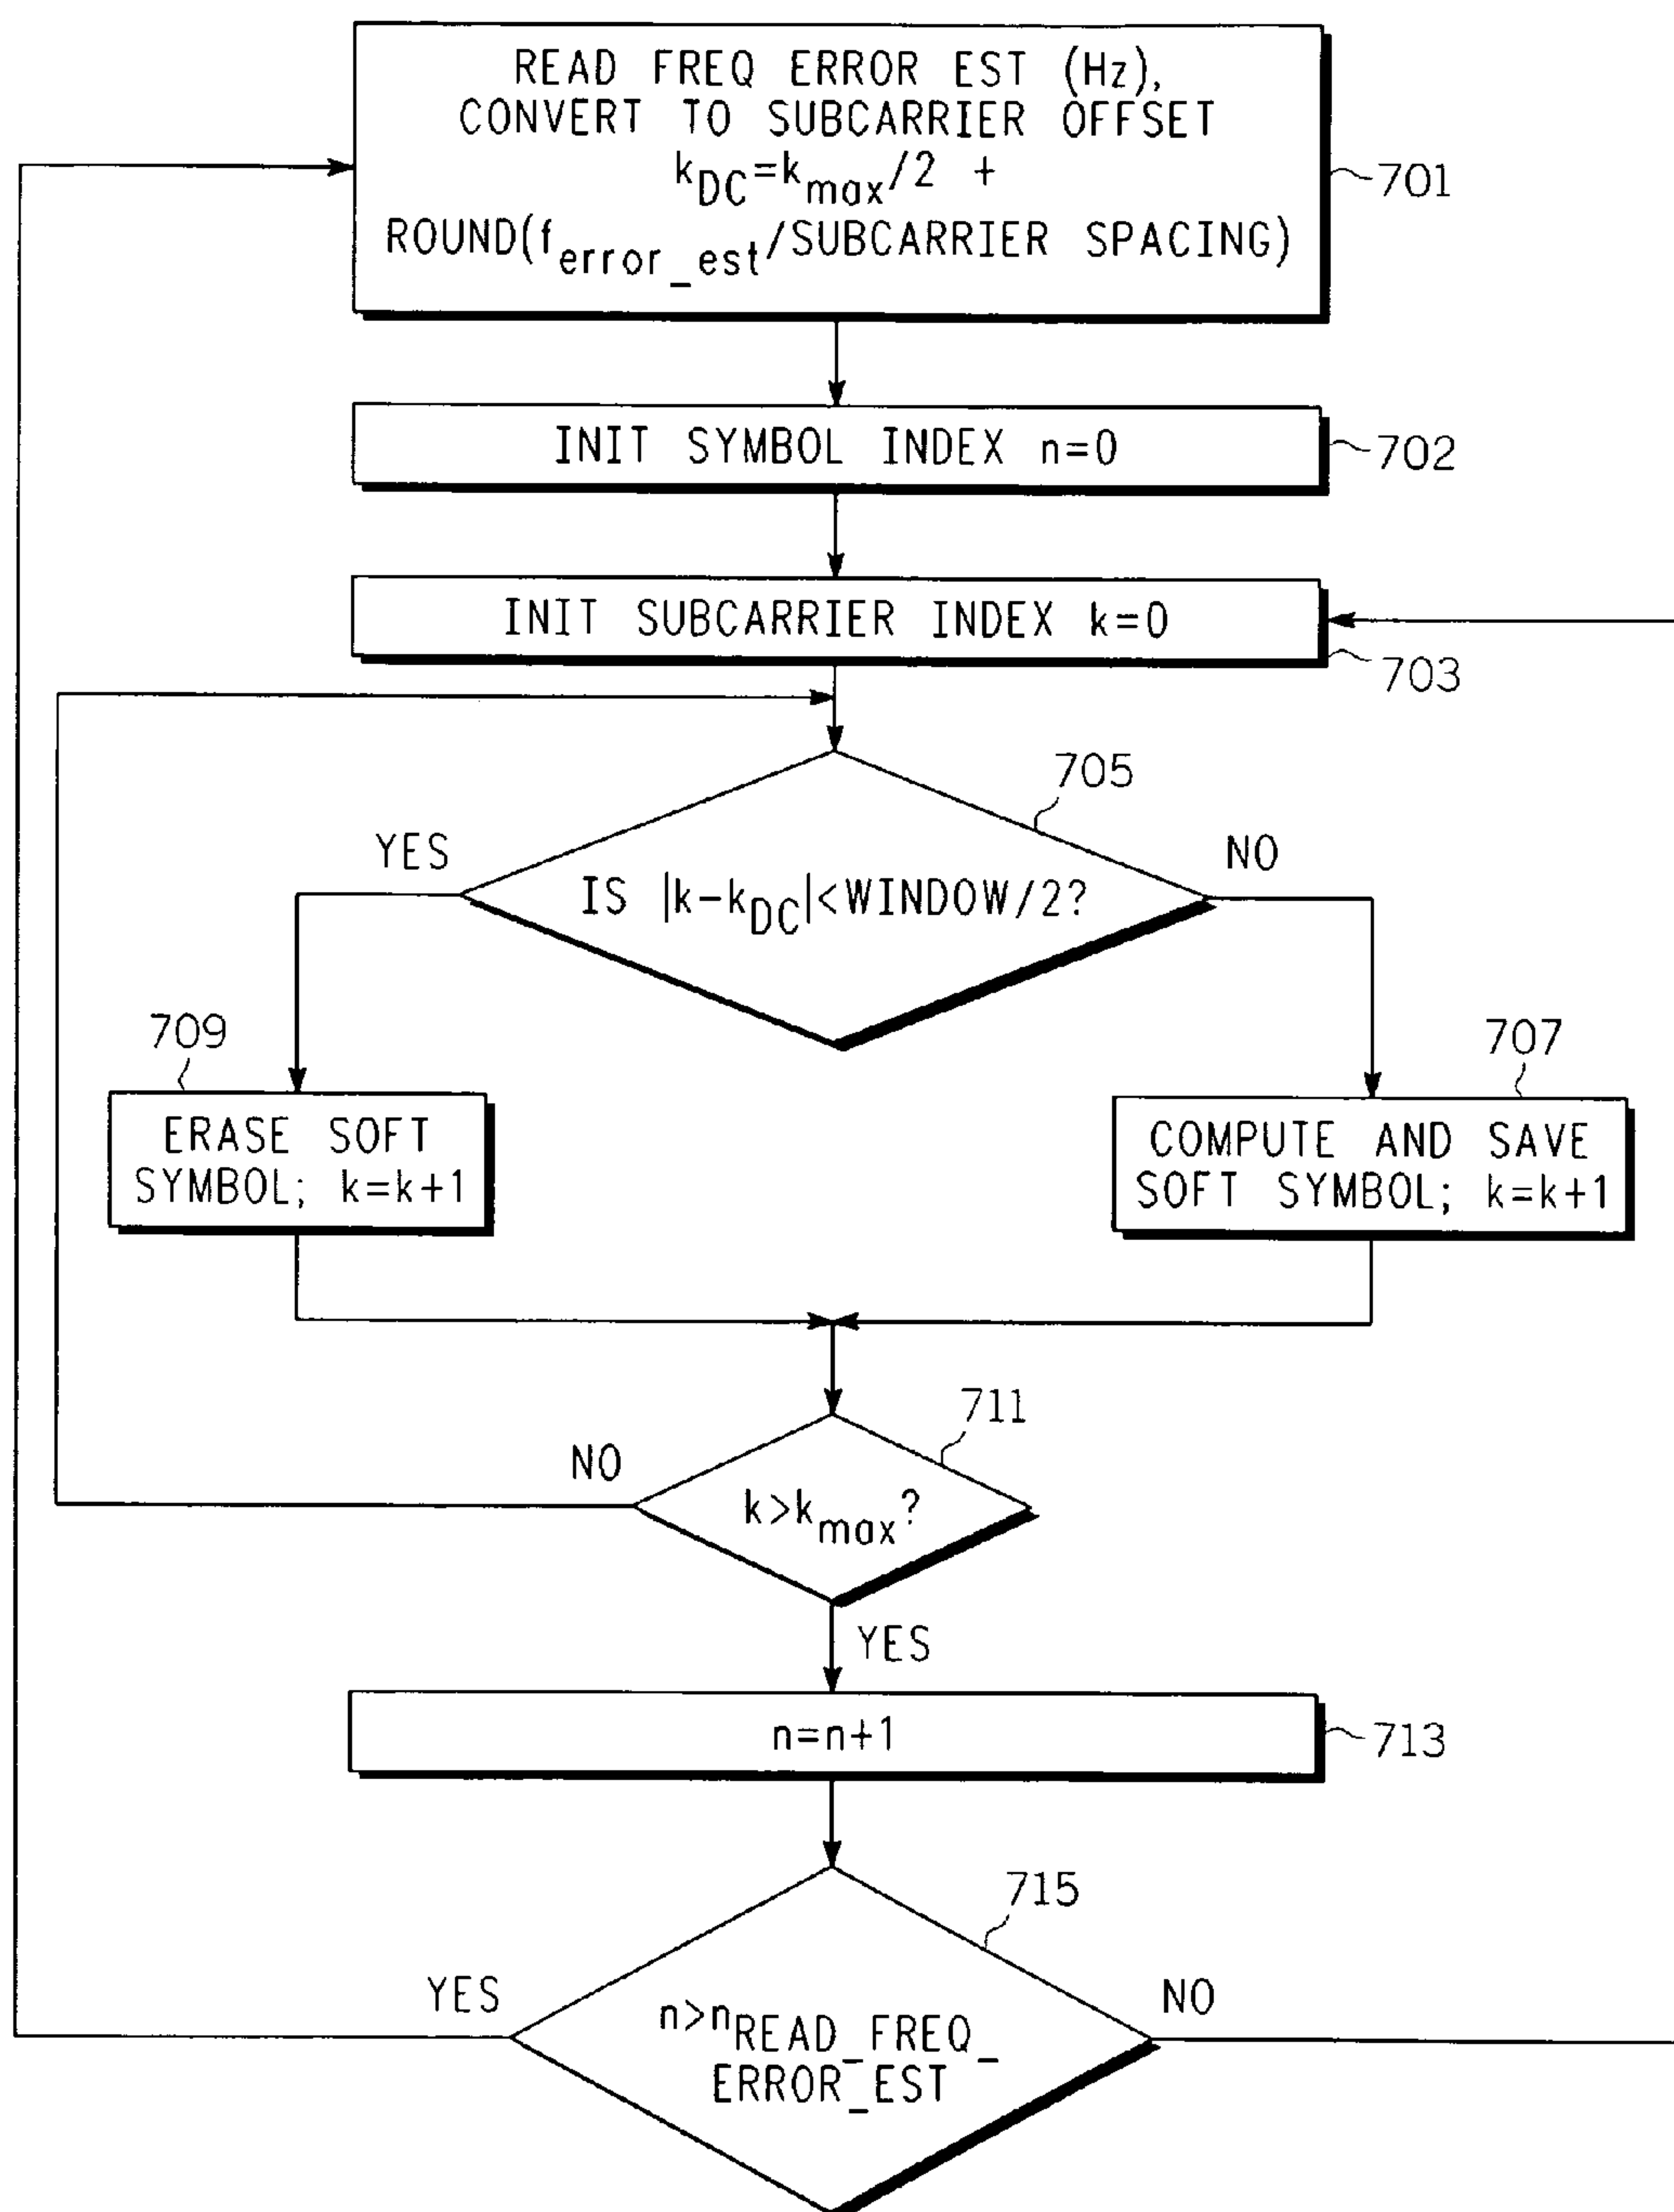 READ FREQ ERROR EST (Hz),
CONVERT TO SUBCARRIER OFFSET
kDC=kmax/2 +
ROUND(ferror_est/SUBCARRIER SPACING)
701
INIT SYMBOL INDEX n=0
702
INIT SUBCARRIER INDEX k=0
703
705
YES
NO
IS |k-kDC|<WINDOW/2?
709
707
ERASE SOFT
SYMBOL; k=k+1
COMPUTE AND SAVE
SOFT SYMBOL; k=k+1
711
NO
k>kmax?
YES
n=n+1
713
715
YES
NO
n>nREAD_FREQ_
ERROR_EST